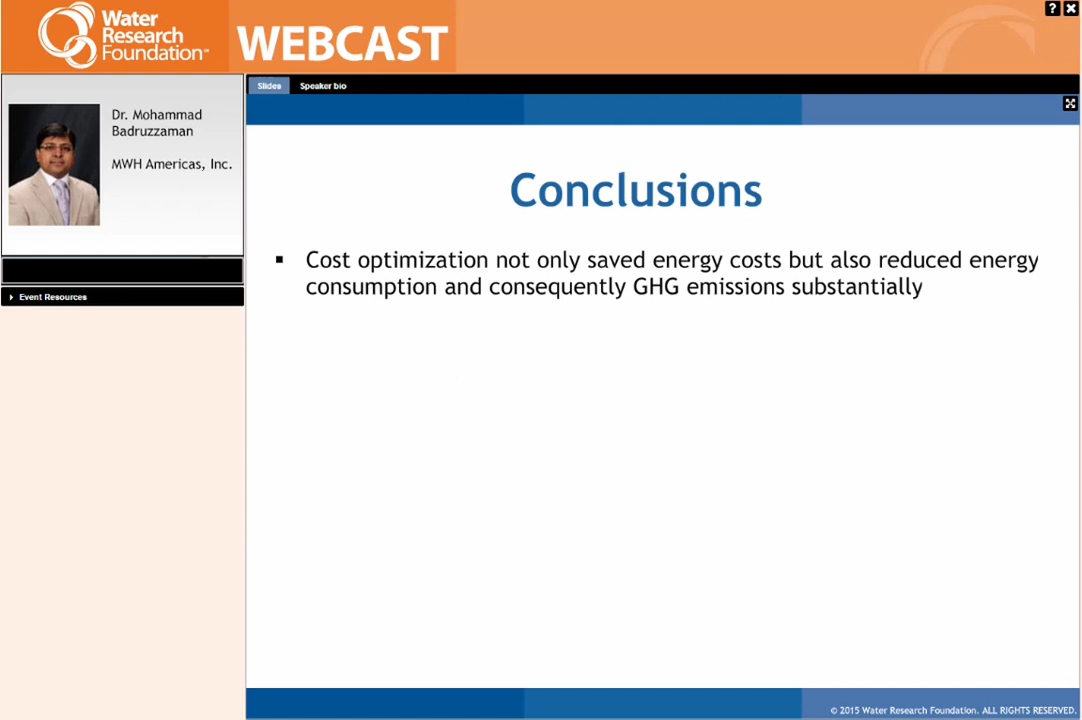 Water
Research
Foundation™
WEBCAST
? 
Dr. Mohammad
Badruzzaman
MWH Americas, Inc.
Event Resources
Slides
Speaker bio
Conclusions
▪ Cost optimization not only saved energy costs but also reduced energy
consumption and consequently GHG emissions substantially
© 2015 Water Research Foundation. ALL RIGHTS RESERVED.